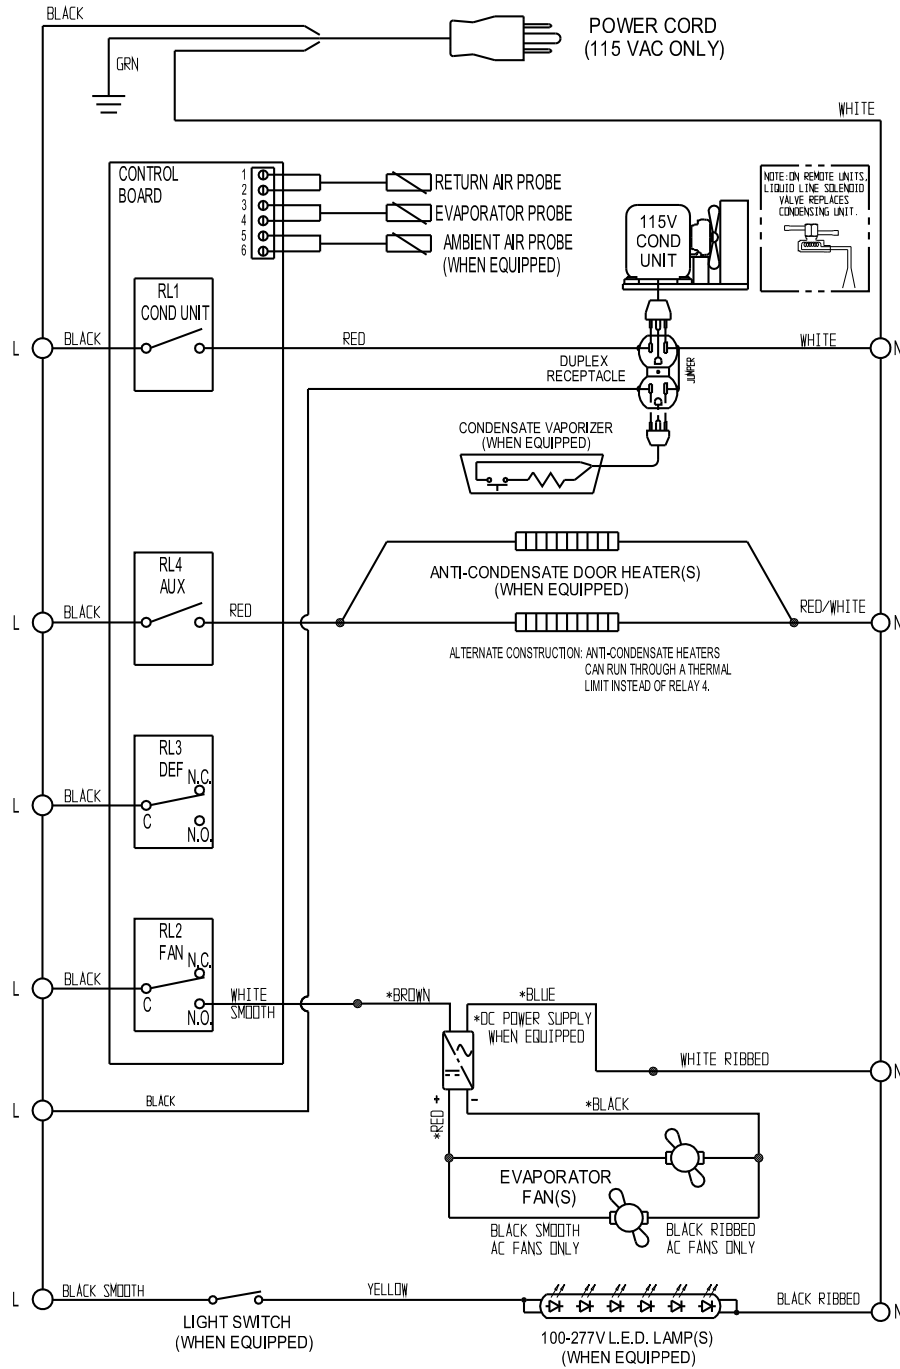 BLACK
POWER CORD
(115 VAC ONLY)
GRN
WHITE
CONTROL
BOARD
1
2
3
4
5
6
RETURN AIR PROBE
EVAPORATOR PROBE
AMBIENT AIR PROBE
(WHEN EQUIPPED)
115V
COND
UNIT
NOTE: ON REMOTE UNITS,
LIQUID LINE SOLENOID
VALVE REPLACES
CONDENSING UNIT.
RL1
COND UNIT
L
BLACK
RED
WHITE
N
DUPLEX
RECEPTACLE
JUMPER
CONDENSATE VAPORIZER
(WHEN EQUIPPED)
RL4
AUX
L
BLACK
RED
ANTI-CONDENSATE DOOR HEATER(S)
(WHEN EQUIPPED)
RED/WHITE
N
ALTERNATE CONSTRUCTION: ANTI-CONDENSATE HEATERS
CAN RUN THROUGH A THERMAL
LIMIT INSTEAD OF RELAY 4.
RL3
DEF
N.C.
L
BLACK
C
N.O.
RL2
FAN
N.C.
L
BLACK
C
N.O.
WHITE
SMOOTH
*BROWN
*BLUE
*DC POWER SUPPLY
WHEN EQUIPPED
WHITE RIBBED
N
L
BLACK
+
-
*RED
*BLACK
EVAPORATOR
FAN(S)
BLACK SMOOTH
AC FANS ONLY
BLACK RIBBED
AC FANS ONLY
L
BLACK SMOOTH
YELLOW
BLACK RIBBED
N
LIGHT SWITCH
(WHEN EQUIPPED)
100-277V L.E.D. LAMP(S)
(WHEN EQUIPPED)